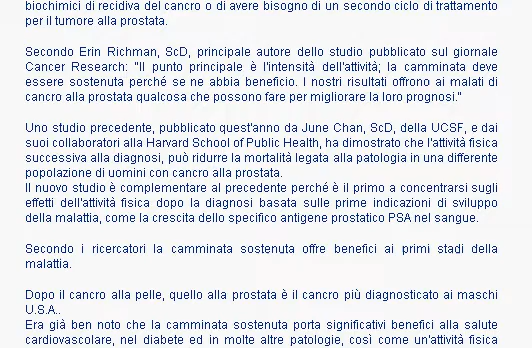 biochimici di recidiva del cancro o di avere bisogno di un secondo ciclo di trattamento
per il tumore alla prostata.
Secondo Erin Richman, ScD, principale autore dello studio pubblicato sul giornale
Cancer Research: "Il punto principale è l'intensità dell'attività; la camminata deve
essere sostenuta perché se ne abbia beneficio. I nostri risultati offrono ai malati di
cancro alla prostata qualcosa che possono fare per migliorare la loro prognosi."
Uno studio precedente, pubblicato quest'anno da June Chan, ScD, della UCSF, e dai
suoi collaboratori alla Harvard School of Public Health, ha dimostrato che l'attività fisica
successiva alla diagnosi, può ridurre la mortalità legata alla patologia in una differente
popolazione di uomini con cancro alla prostata.
Il nuovo studio è complementare al precedente perché è il primo a concentrarsi sugli
effetti dell'attività fisica dopo la diagnosi basata sulle prime indicazioni di sviluppo
della malattia, come la crescita dello specifico antigene prostatico PSA nel sangue.
Secondo i ricercatori la camminata sostenuta offre benefici ai primi stadi della
malattia.
Dopo il cancro alla pelle, quello alla prostata è il cancro più diagnosticato ai maschi
U.S.A..
Era già ben noto che la camminata sostenuta porta significativi benefici alla salute
cardiovascolare, nel diabete ed in molte altre patologie, così come un'attività fisica